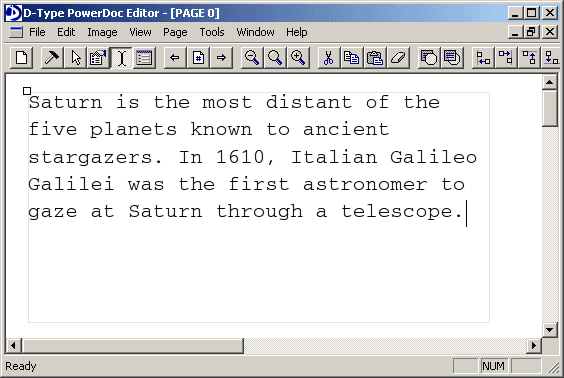 D-Type PowerDoc Editor - [PAGE 0]
File Edit Image View Page Tools Window Help
Saturn is the most distant of the
five planets known to ancient
stargazers. In 1610, Italian Galileo
Galilei was the first astronomer to
gaze at Saturn through a telescope.
Ready NUM